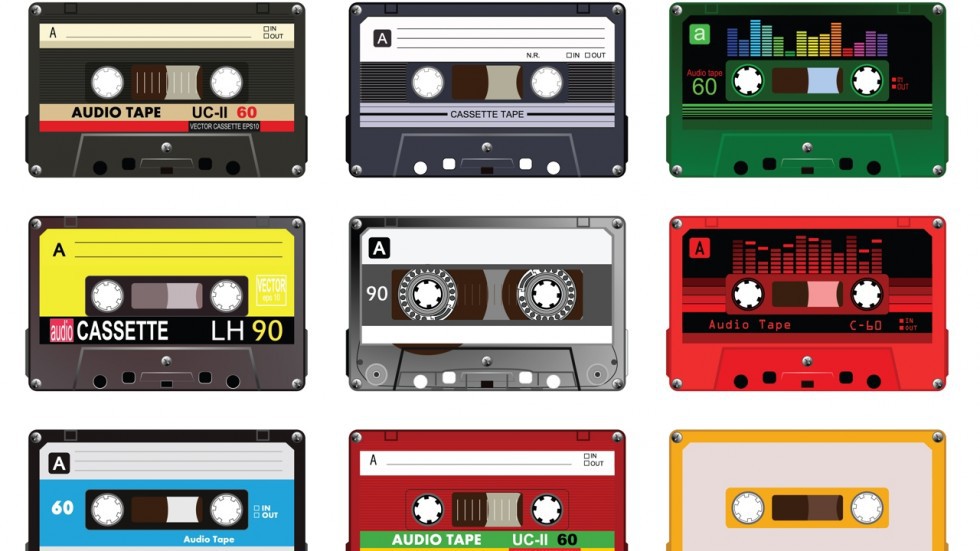 A
IN
OUT
AUDIO TAPE UC-II 60
VECTOR CASSETTE EPS10
A
N.R. IN OUT
CASSETTE TAPE
a
Audio tape
60
IN
OUT
A
VECTOR
eps 10
audio CASSETTE LH 90
A
90
A
Audio Tape C-60
IN
OUT
A
60
IN
OUT
Audio Tape
A
IN
OUT
AUDIO TAPE UC-II 60